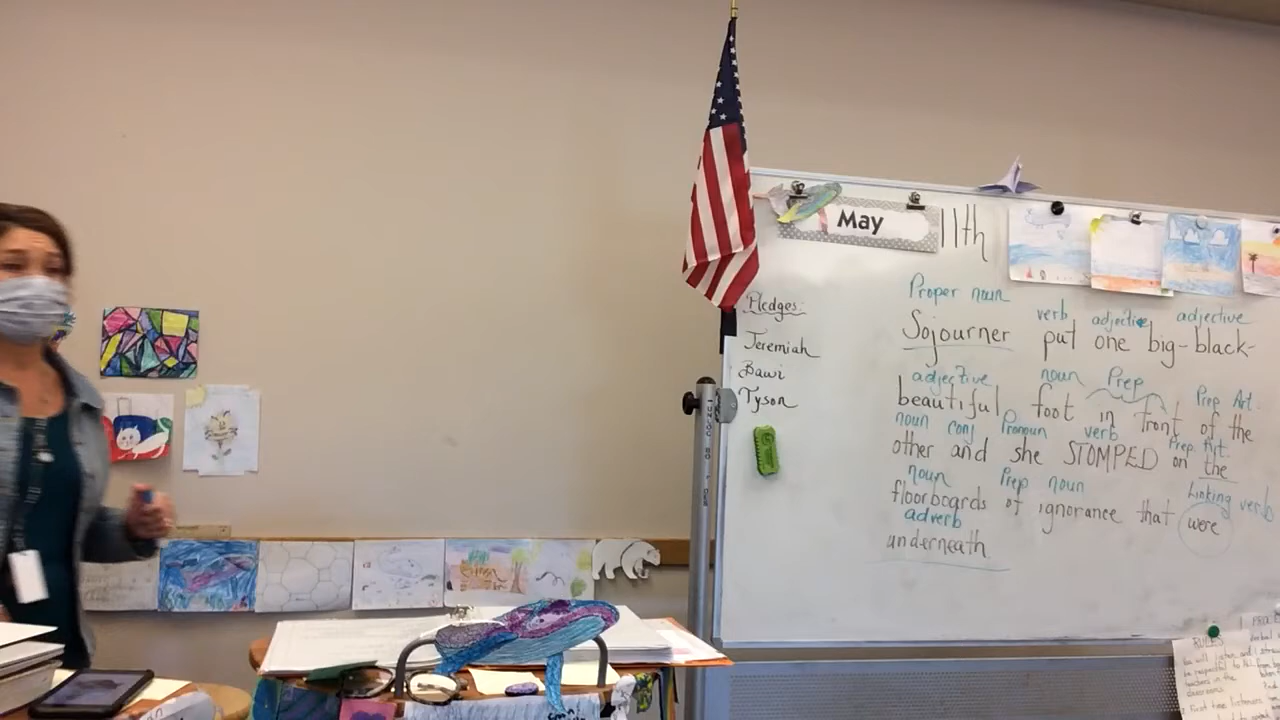 May 11th
Pledges:
Jeremiah
Bawi
Tyson
Proper noun verb adjective adjective
Sojourner put one big-black-
adjective noun Prep Prep Art.
beautiful foot in front of the
noun conj Pronoun verb Prep. Art.
other and she STOMPED on the
noun Prep noun Linking verb
floorboards of ignorance that were
adverb
underneath
RULES